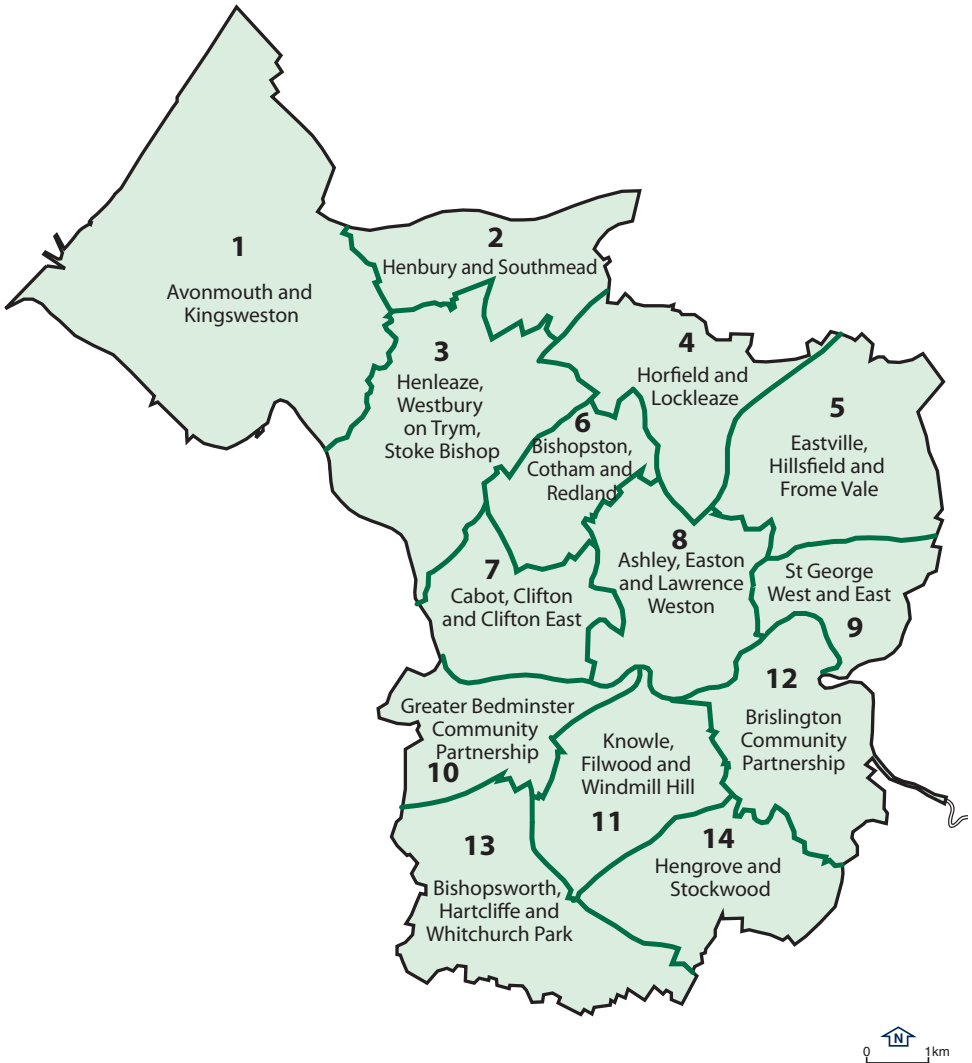 1
Avonmouth and
Kingsweston
2
Henbury and Southmead
3
Henleaze,
Westbury
on Trym,
Stoke Bishop
4
Horfield and
Lockleaze
5
Eastville,
Hillsfield and
Frome Vale
6
Bishopston,
Cotham and
Redland
7
Cabot, Clifton
and Clifton East
8
Ashley, Easton
and Lawrence
Weston
St George
West and East
9
Greater Bedminster
Community
Partnership
10
Knowle,
Filwood and
Windmill Hill
11
12
Brislington
Community
Partnership
13
Bishopsworth,
Hartcliffe and
Whitchurch Park
14
Hengrove and
Stockwood
N
0 1km